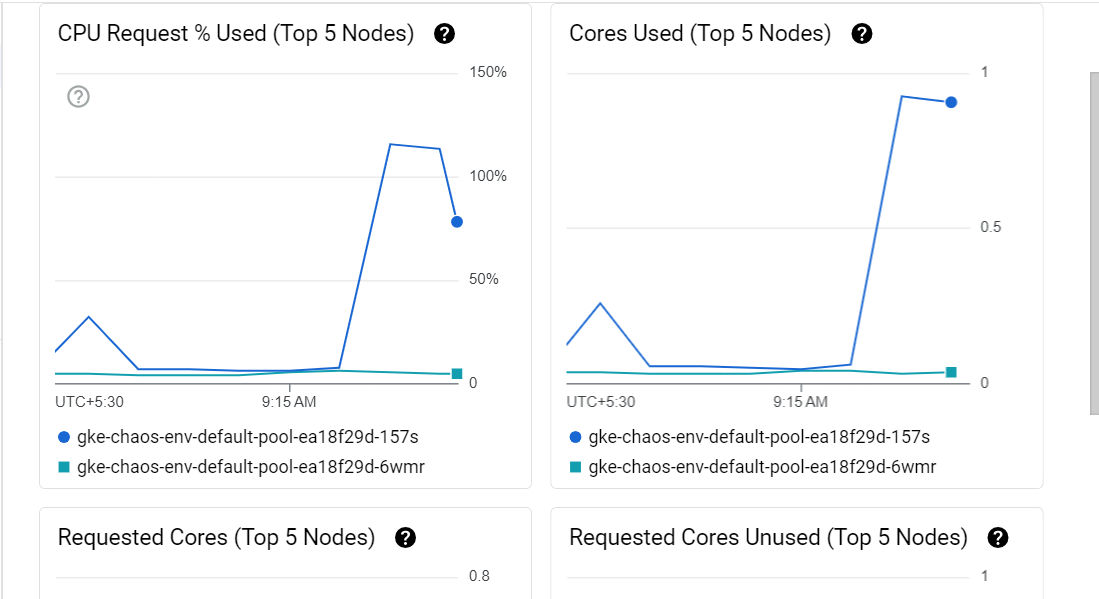 CPU Request % Used (Top 5 Nodes) ?
?
150%
100%
50%
0
UTC+5:30 9:15 AM
gke-chaos-env-default-pool-ea18f29d-157s
gke-chaos-env-default-pool-ea18f29d-6wmr
Cores Used (Top 5 Nodes) ?
1
0.5
0
UTC+5:30 9:15 AM
gke-chaos-env-default-pool-ea18f29d-157s
gke-chaos-env-default-pool-ea18f29d-6wmr
Requested Cores (Top 5 Nodes) ?
0.8
Requested Cores Unused (Top 5 Nodes) ?
1